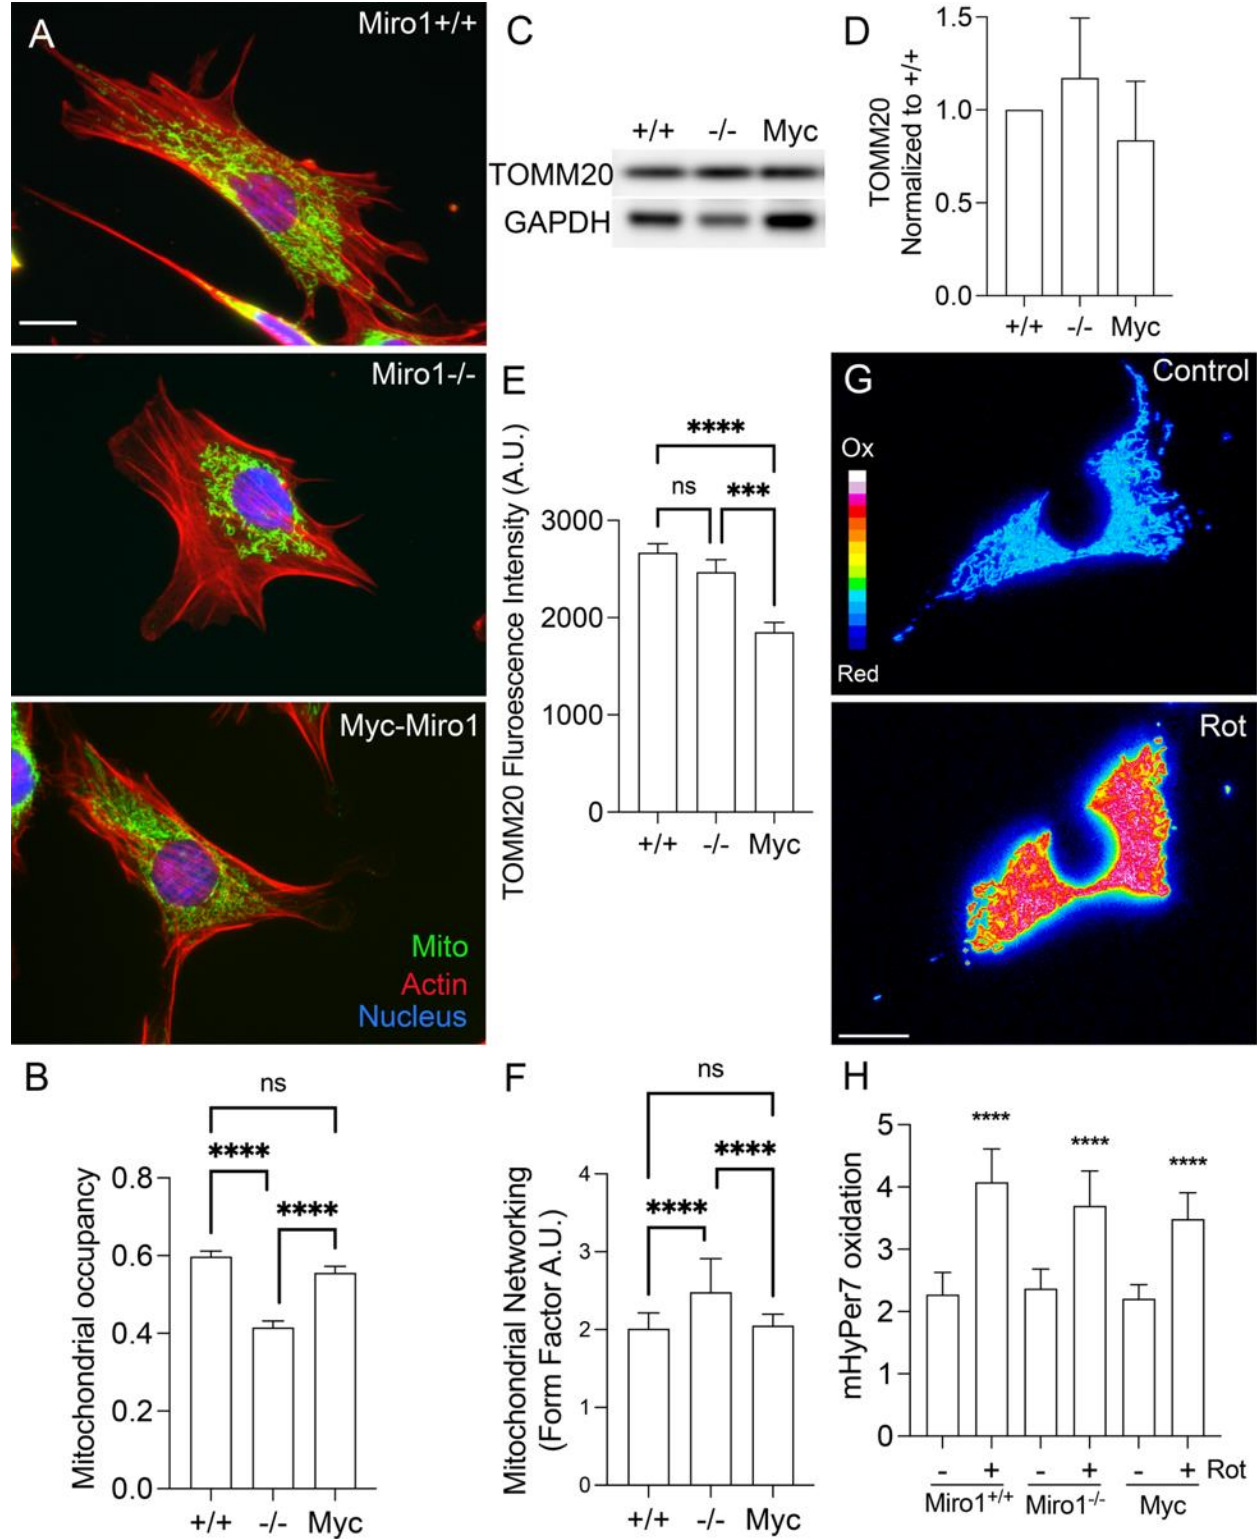 A
Miro1+/+
Miro1-/-
Myc-Miro1
Mito
Actin
Nucleus
B
Mitochondrial occupancy
0.8
0.6
0.4
0.2
0.0
ns
****
****
+/+ -/- Myc
C
+/+ -/- Myc
TOMM20
GAPDH
D
TOMM20
Normalized to +/+
1.5
1.0
0.5
0.0
+/+ -/- Myc
E
TOMM20 Fluroescence Intensity (A.U.)
3000
2000
1000
0
****
ns
***
+/+ -/- Myc
F
Mitochondrial Networking
(Form Factor A.U.)
4
3
2
1
0
ns
****
****
+/+ -/- Myc
G
Control
Ox
Red
Rot
H
mHyPer7 oxidation
5
4
3
2
1
0
****
****
****
- + - + - + Rot
Miro1+/+ Miro1-/- Myc